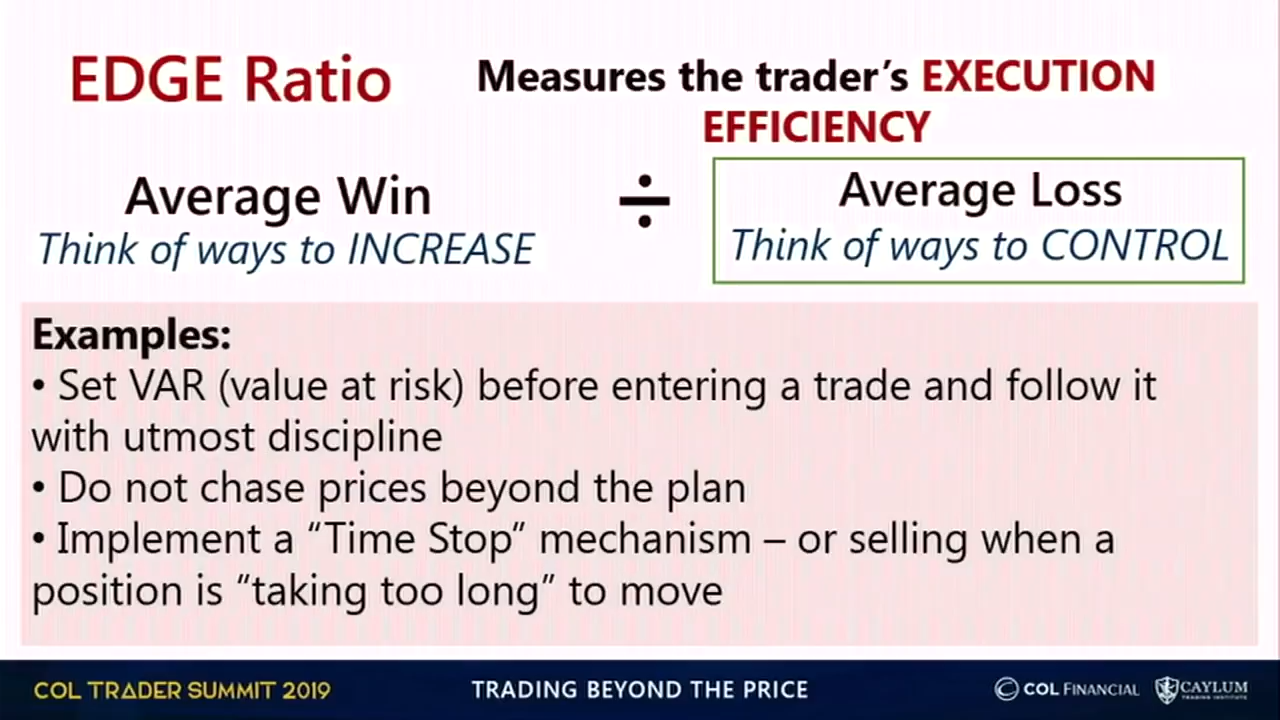 EDGE Ratio
Measures the trader's EXECUTION
EFFICIENCY
Average Win
Think of ways to INCREASE
÷
Average Loss
Think of ways to CONTROL
Examples:
• Set VAR (value at risk) before entering a trade and follow it
with utmost discipline
• Do not chase prices beyond the plan
• Implement a “Time Stop” mechanism – or selling when a
position is “taking too long” to move
COL TRADER SUMMIT 2019
TRADING BEYOND THE PRICE
COL FINANCIAL
CAYLUM
TRADING INSTITUTE